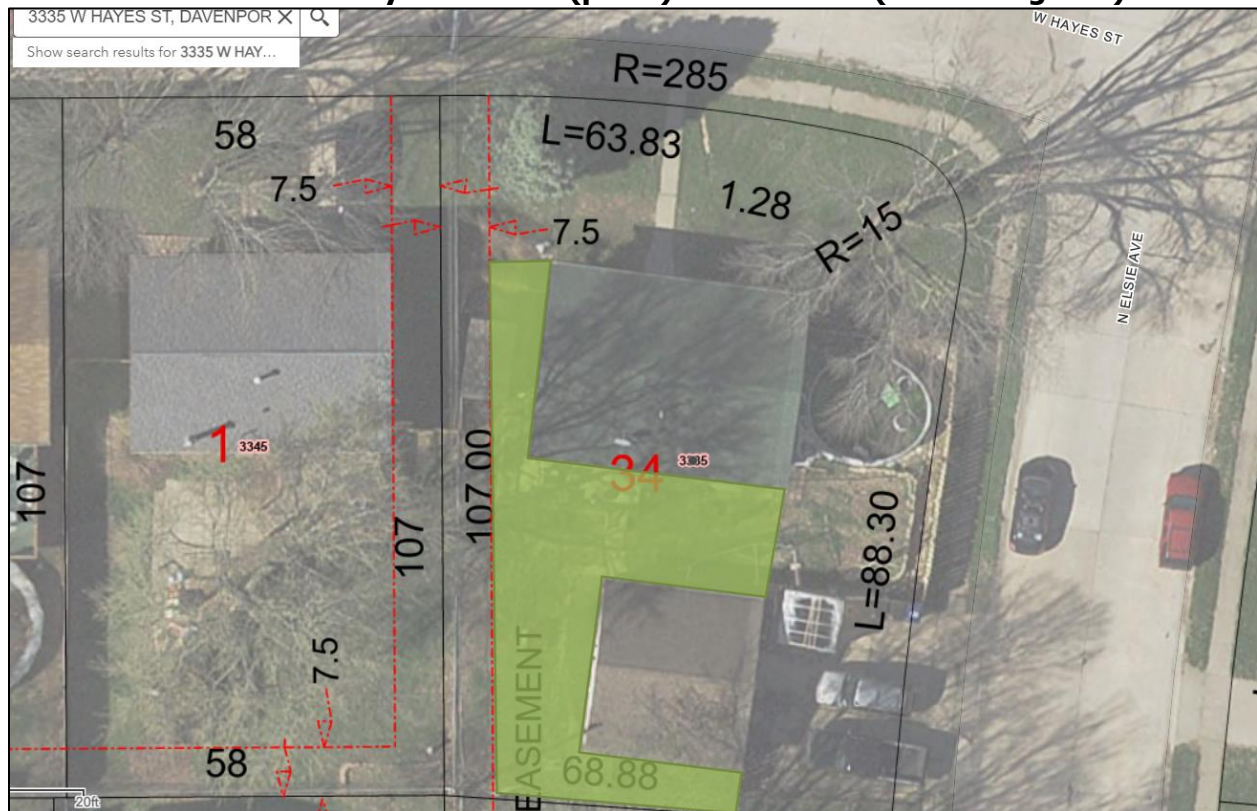 3335 W HAYES ST, DAVENPOR
Show search results for 3335 W HAY...
W HAYES ST
R=285
58
L=63.83
7.5
1.28
7.5
R=15
N ELSIE AVE
1
3345
34
107
107.00
107
L=88.30
7.5
EASEMENT
58
68.88
20ft